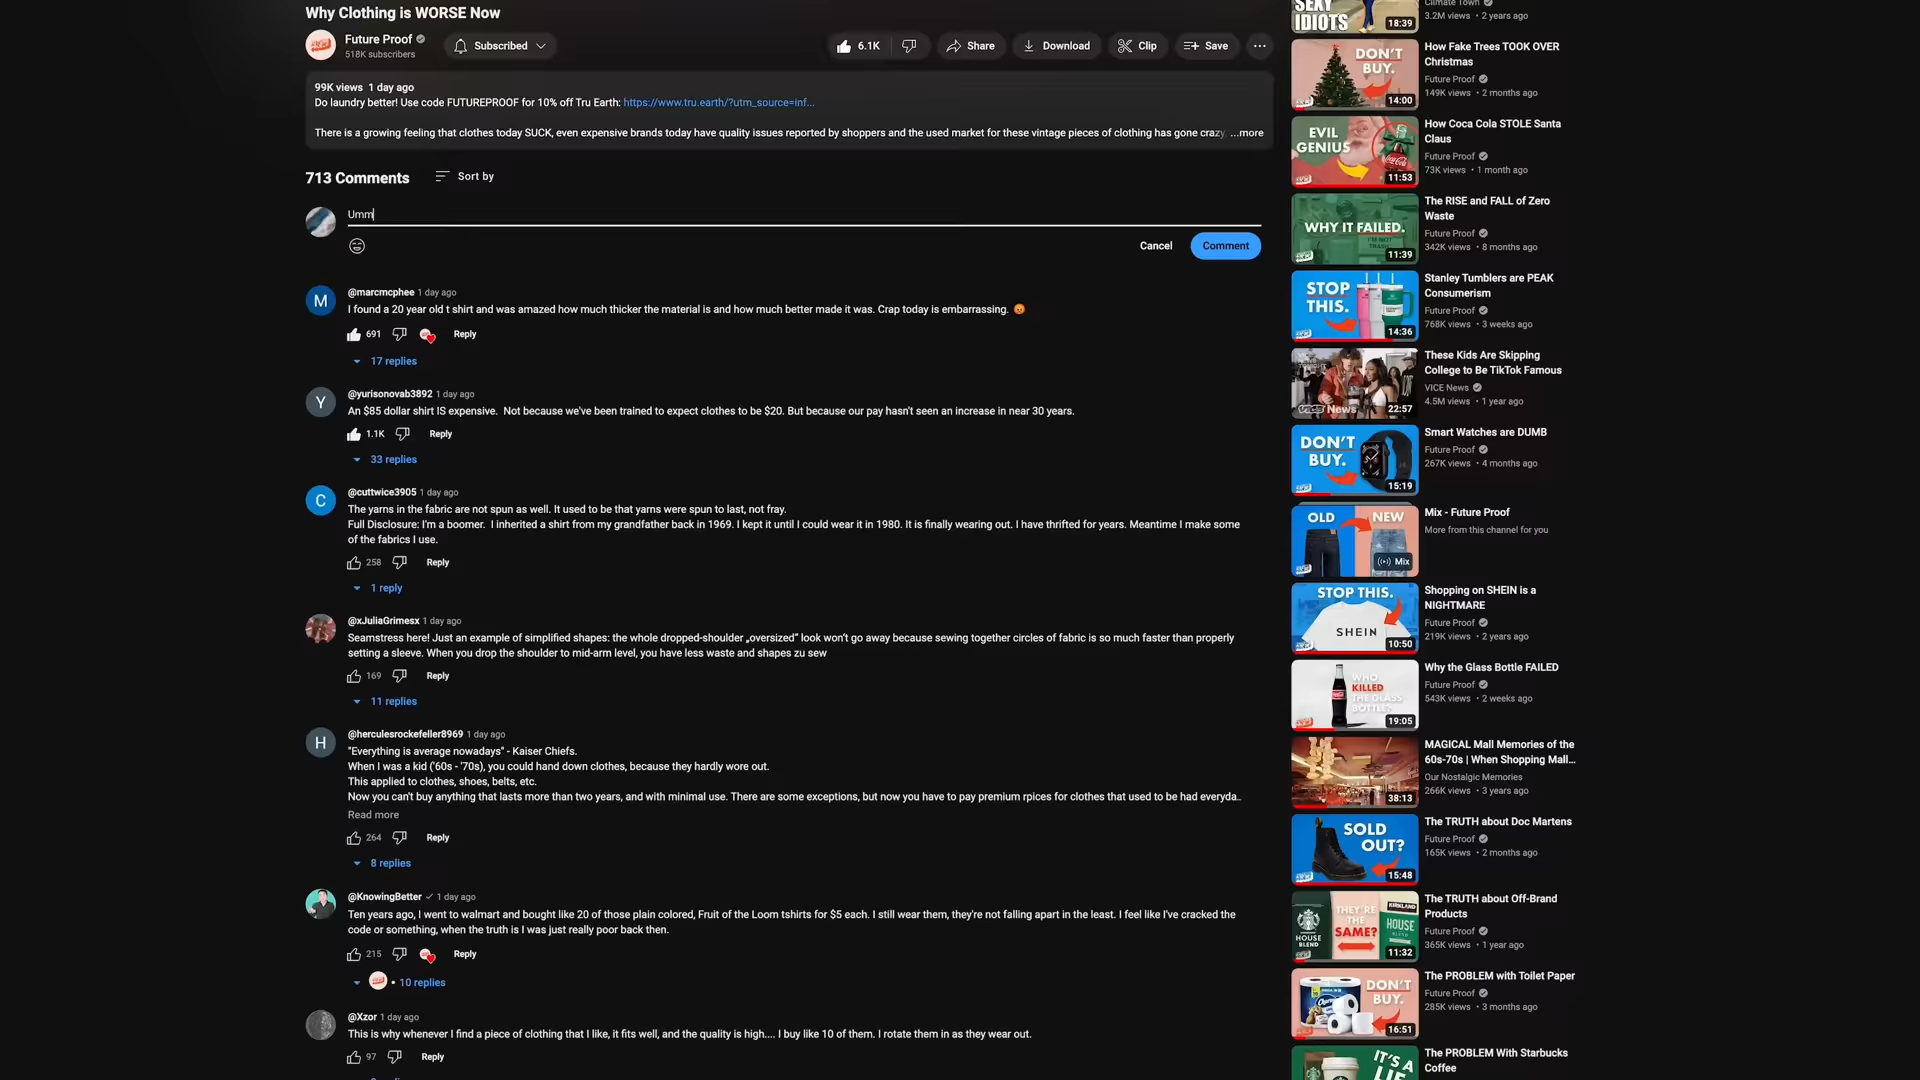 Why Clothing is WORSE Now
Future Proof
518K subscribers
Subscribed
6.1K
Share
Download
Clip
Save
99K views 1 day ago
Do laundry better! Use code FUTUREPROOF for 10% off Tru Earth: https://www.tru.earth/?utm_source=inf...
There is a growing feeling that clothes today SUCK, even expensive brands today have quality issues reported by shoppers and the used market for these vintage pieces of clothing has gone crazy ...more
713 Comments
Sort by
Umm
Cancel
Comment
M
@marcmcphee 1 day ago
I found a 20 year old t shirt and was amazed how much thicker the material is and how much better made it was. Crap today is embarrassing. 😡
691
Reply
17 replies
Y
@yurisonovab3892 1 day ago
An $85 dollar shirt IS expensive. Not because we've been trained to expect clothes to be $20. But because our pay hasn't seen an increase in near 30 years.
1.1K
Reply
33 replies
C
@cuttwice3905 1 day ago
The yarns in the fabric are not spun as well. It used to be that yarns were spun to last, not fray.
Full Disclosure: I'm a boomer. I inherited a shirt from my grandfather back in 1969. I kept it until I could wear it in 1980. It is finally wearing out. I have thrifted for years. Meantime I make some
of the fabrics I use.
258
Reply
1 reply
@xJuliaGrimesx 1 day ago
Seamstress here! Just an example of simplified shapes: the whole dropped-shoulder „oversized" look won't go away because sewing together circles of fabric is so much faster than properly
setting a sleeve. When you drop the shoulder to mid-arm level, you have less waste and shapes zu sew
169
Reply
11 replies
H
@herculesrockefeller8969 1 day ago
"Everything is average nowadays" - Kaiser Chiefs.
When I was a kid ('60s - '70s), you could hand down clothes, because they hardly wore out.
This applied to clothes, shoes, belts, etc.
Now you can't buy anything that lasts more than two years, and with minimal use. There are some exceptions, but now you have to pay premium rpices for clothes that used to be had everyda..
Read more
264
Reply
8 replies
@KnowingBetter 1 day ago
Ten years ago, I went to walmart and bought like 20 of those plain colored, Fruit of the Loom tshirts for $5 each. I still wear them, they're not falling apart in the least. I feel like I've cracked the
code or something, when the truth is I was just really poor back then.
215
Reply
10 replies
@Xzor 1 day ago
This is why whenever I find a piece of clothing that I like, it fits well, and the quality is high.... I buy like 10 of them. I rotate them in as they wear out.
97
Reply
SEXY
IDIOTS
18:39
Climate Town
3.2M views • 2 years ago
DON'T
BUY.
14:00
How Fake Trees TOOK OVER
Christmas
Future Proof
149K views • 2 months ago
EVIL
GENIUS
11:53
How Coca Cola STOLE Santa
Claus
Future Proof
73K views • 1 month ago
WHY IT FAILED.
11:39
The RISE and FALL of Zero
Waste
Future Proof
342K views • 8 months ago
STOP
THIS.
14:36
Stanley Tumblers are PEAK
Consumerism
Future Proof
768K views • 3 weeks ago
VICE News
22:57
These Kids Are Skipping
College to Be TikTok Famous
VICE News
4.5M views • 1 year ago
DON'T
BUY.
15:19
Smart Watches are DUMB
Future Proof
267K views • 4 months ago
OLD
NEW
Mix
Mix - Future Proof
More from this channel for you
STOP THIS.
SHEIN
10:50
Shopping on SHEIN is a
NIGHTMARE
Future Proof
219K views • 2 years ago
WHO
KILLED
THE GLASS
BOTTLE?
19:05
Why the Glass Bottle FAILED
Future Proof
543K views • 2 weeks ago
38:13
MAGICAL Mall Memories of the
60s-70s | When Shopping Mall...
Our Nostalgic Memories
266K views • 3 years ago
SOLD
OUT?
15:48
The TRUTH about Doc Martens
Future Proof
165K views • 2 months ago
THEY'RE
THE
SAME?
HOUSE
BLEND
KIRKLAND
HOUSE
11:32
The TRUTH about Off-Brand
Products
Future Proof
365K views • 1 year ago
DON'T
BUY.
16:51
The PROBLEM with Toilet Paper
Future Proof
285K views • 3 months ago
IT'S A
LIE
The PROBLEM With Starbucks
Coffee